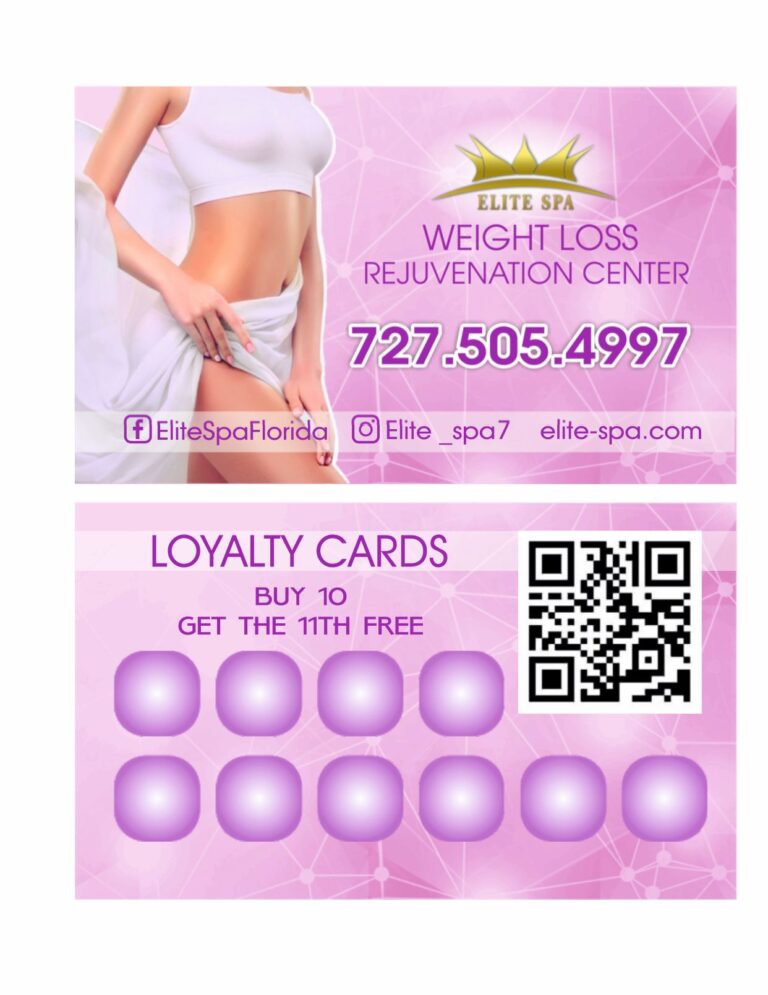 ELITE SPA
WEIGHT LOSS
REJUVENATION CENTER
727.505.4997
EliteSpaFlorida Elite _spa7 elite-spa.com
LOYALTY CARDS
BUY 10
GET THE 11TH FREE